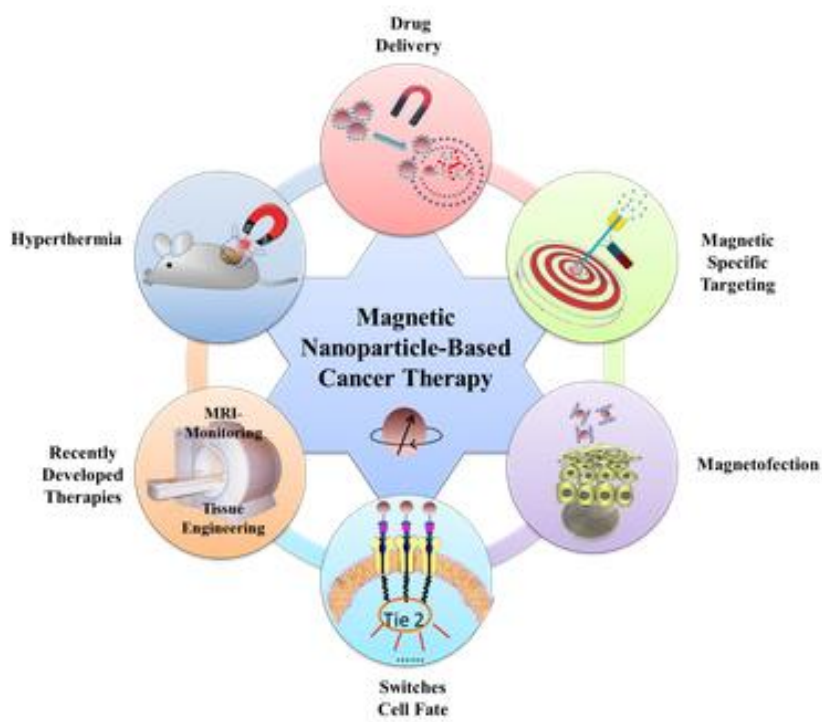 Drug
Delivery
Hyperthermia
Magnetic
Specific
Targeting
Magnetic
Nanoparticle-Based
Cancer Therapy
MRI-
Monitoring
Recently
Developed
Therapies
Tissue
Engineering
Magnetofection
Tie 2
Switches
Cell Fate